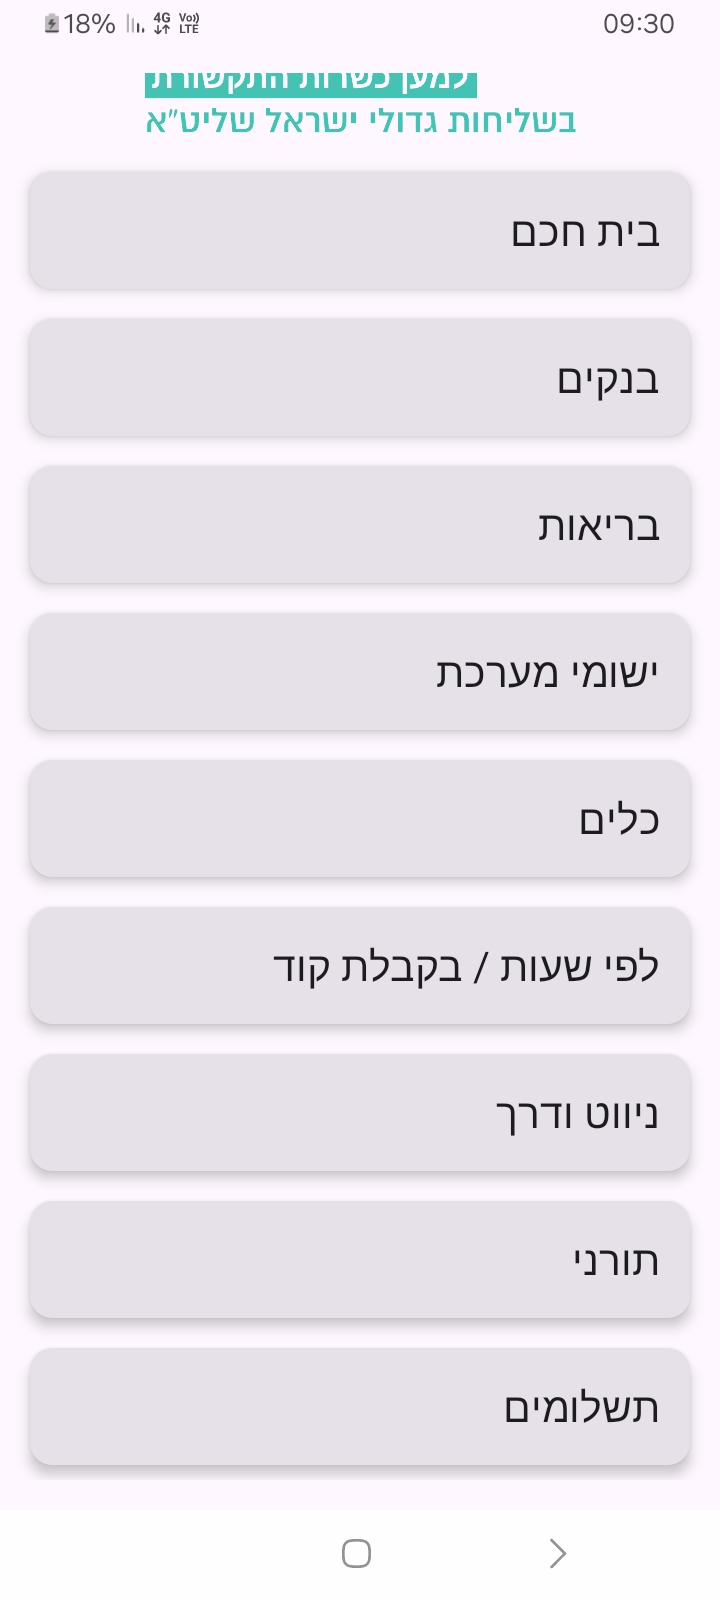 18% 4G Vo)) LTE 09:30
למען כשרות התקשורת
בשליחות גדולי ישראל שליט"א
בית חכם
בנקים
בריאות
ישומי מערכת
כלים
לפי שעות / בקבלת קוד
ניווט ודרך
תורני
תשלומים